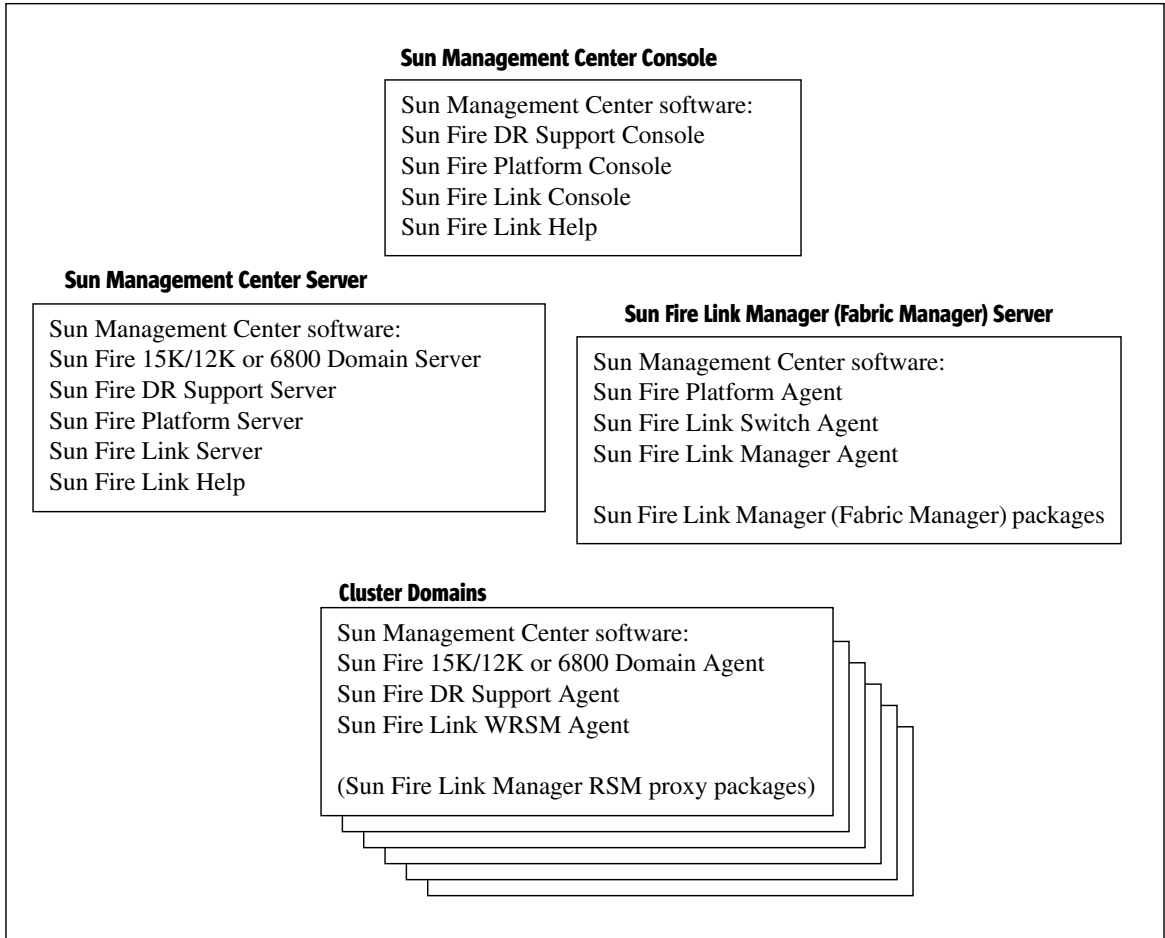 Sun Management Center Console
Sun Management Center software:
Sun Fire DR Support Console
Sun Fire Platform Console
Sun Fire Link Console
Sun Fire Link Help
Sun Management Center Server
Sun Management Center software:
Sun Fire 15K/12K or 6800 Domain Server
Sun Fire DR Support Server
Sun Fire Platform Server
Sun Fire Link Server
Sun Fire Link Help
Sun Fire Link Manager (Fabric Manager) Server
Sun Management Center software:
Sun Fire Platform Agent
Sun Fire Link Switch Agent
Sun Fire Link Manager Agent
Sun Fire Link Manager (Fabric Manager) packages
Cluster Domains
Sun Management Center software:
Sun Fire 15K/12K or 6800 Domain Agent
Sun Fire DR Support Agent
Sun Fire Link WRSM Agent
(Sun Fire Link Manager RSM proxy packages)